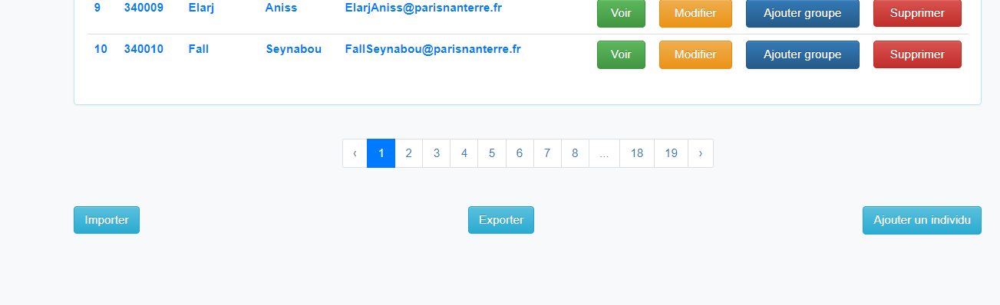 9 340009 Elarj Aniss ElarjAniss@parisnanterre.fr Voir Modifier Ajouter groupe Supprimer
10 340010 Fall Seynabou FallSeynabou@parisnanterre.fr Voir Modifier Ajouter groupe Supprimer
‹ 1 2 3 4 5 6 7 8 ... 18 19 ›
Importer Exporter Ajouter un individu